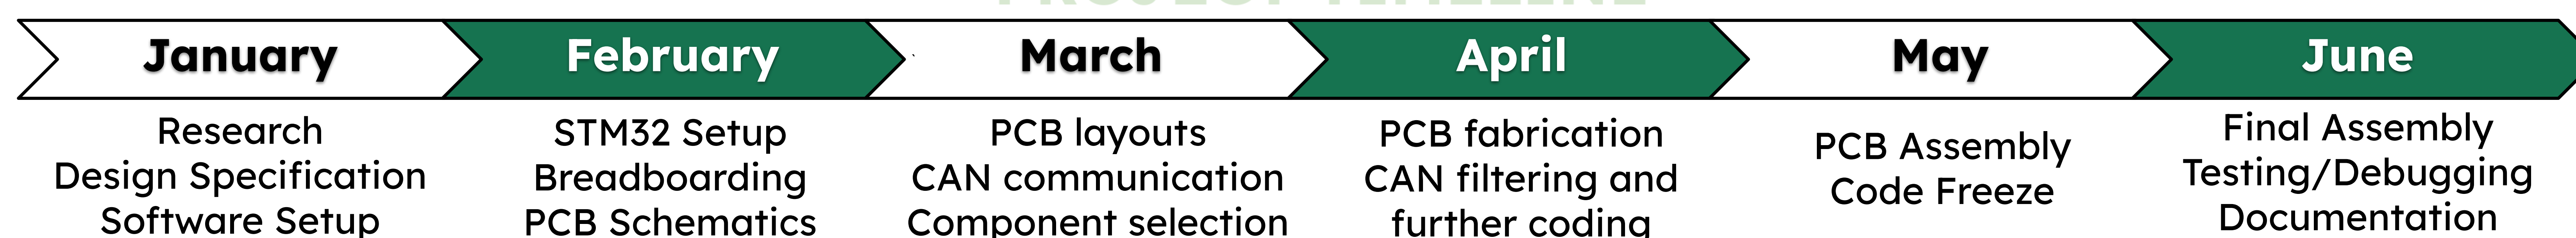 PROJECT TIMELINE
January
February
March
April
May
June
Research
Design Specification
Software Setup
STM32 Setup
Breadboarding
PCB Schematics
PCB layouts
CAN communication
Component selection
PCB fabrication
CAN filtering and
further coding
PCB Assembly
Code Freeze
Final Assembly
Testing/Debugging
Documentation